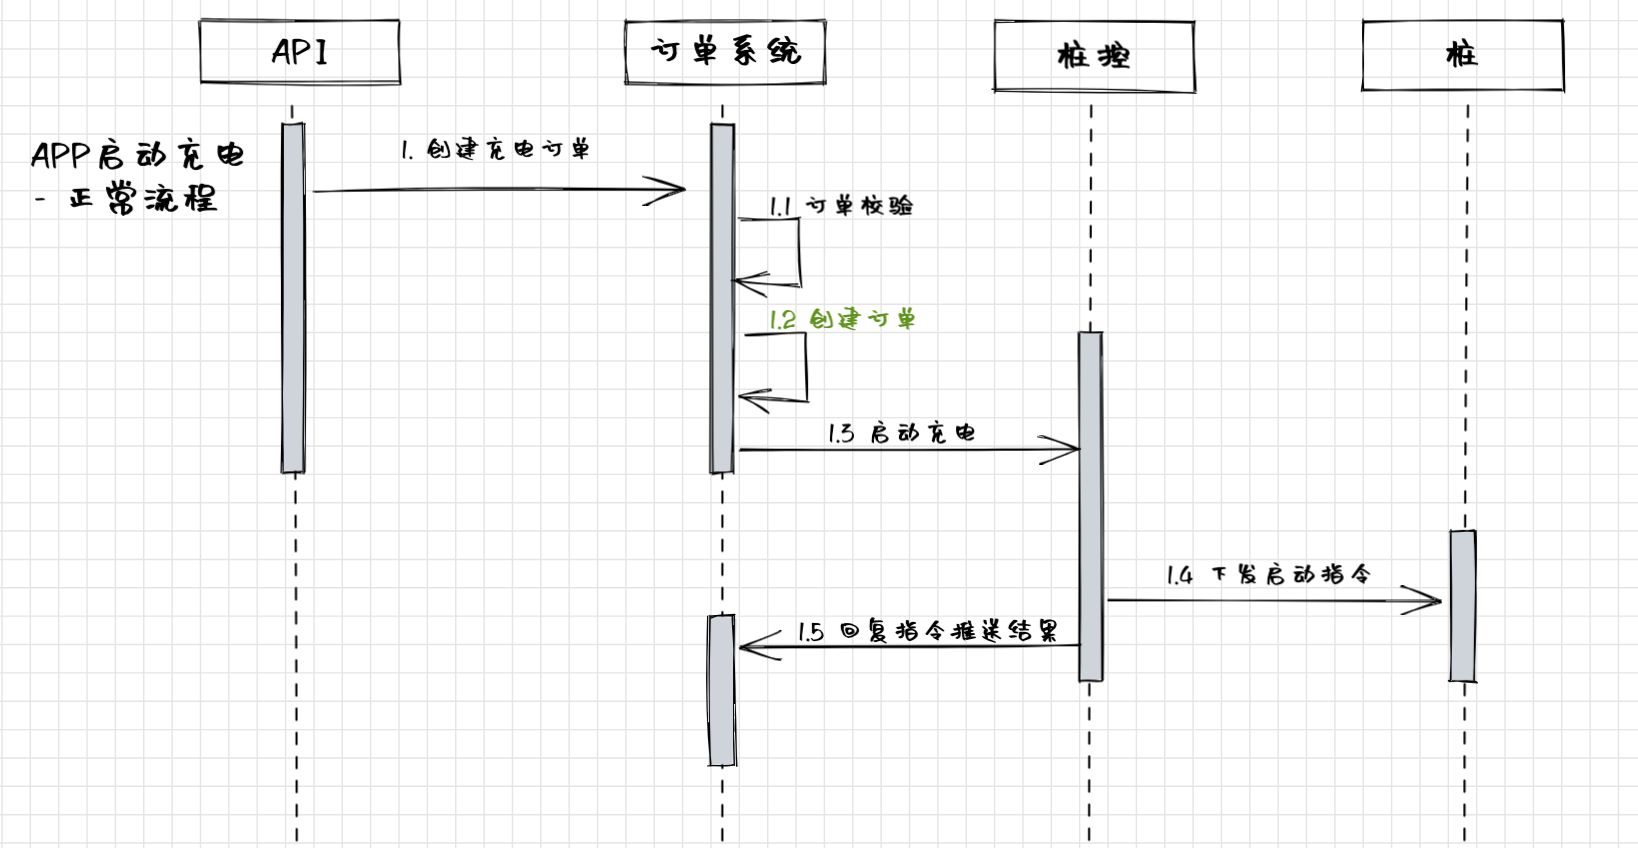 API
订单系统
桩控
桩
APP启动充电
- 正常流程
1. 创建充电订单
1.1 订单校验
1.2 创建订单
1.3 启动充电
1.4 下发启动指令
1.5 回复指令推送结果